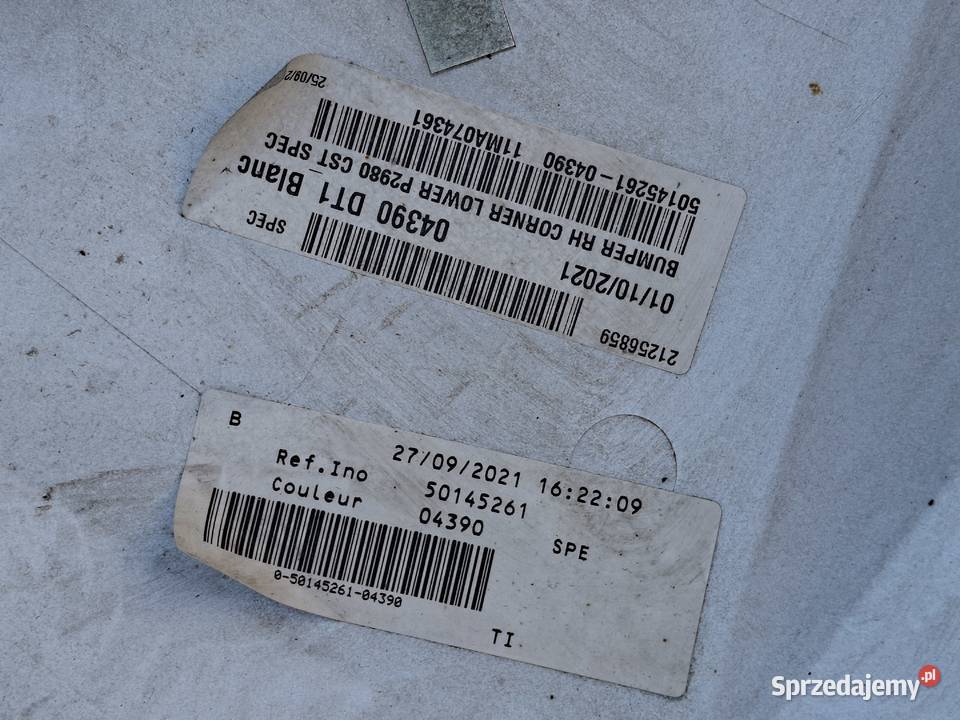 25/09/2
50145261-04390 11MA074361
BUMPER RH CORNER LOWER P2980 CST SPEC
04390 DT1 Blanc
01/10/2021
SPEC
21256859
B
27/09/2021 16:22:09
Ref.Ino 50145261
Couleur 04390
SPE
0-50145261-04390
TI
Sprzedajemy.pl